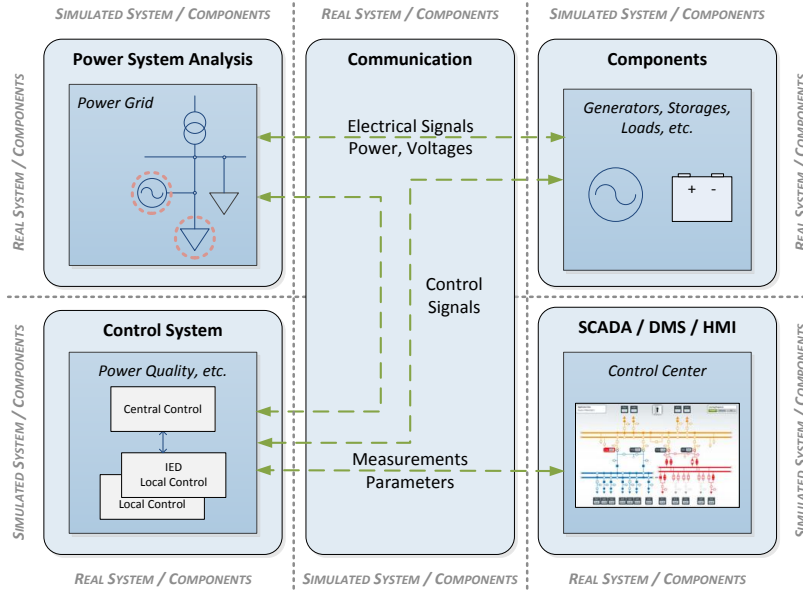 SIMULATED SYSTEM / COMPONENTS
REAL SYSTEM / COMPONENTS
SIMULATED SYSTEM / COMPONENTS
REAL SYSTEM / COMPONENTS
Power System Analysis
Power Grid
Communication
Components
Generators, Storages,
Loads, etc.
+ -
REAL SYSTEM / COMPONENTS
Electrical Signals
Power, Voltages
Control
Signals
SIMULATED SYSTEM / COMPONENTS
Control System
Power Quality, etc.
Central Control
IED
Local Control
Local Control
Measurements
Parameters
SCADA / DMS / HMI
Control Center
SIMULATED SYSTEM / COMPONENTS
REAL SYSTEM / COMPONENTS
SIMULATED SYSTEM / COMPONENTS
REAL SYSTEM / COMPONENTS